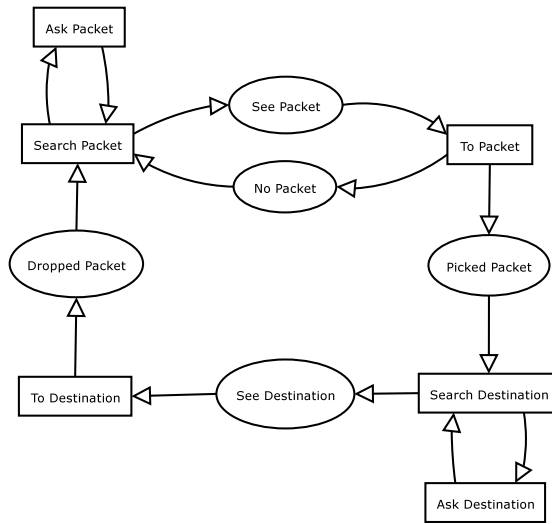 Ask Packet
See Packet
Search Packet
To Packet
No Packet
Dropped Packet
Picked Packet
To Destination
See Destination
Search Destination
Ask Destination